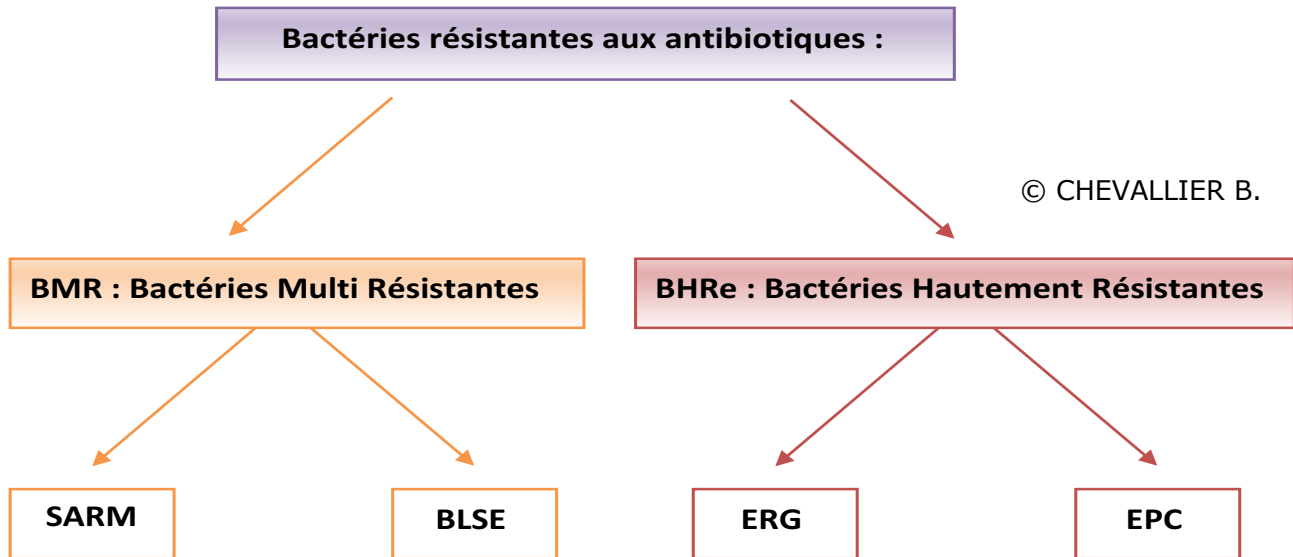 Bactéries résistantes aux antibiotiques :
© CHEVALLIER B.
BMR : Bactéries Multi Résistantes
BHRe : Bactéries Hautement Résistantes
SARM
BLSE
ERG
EPC